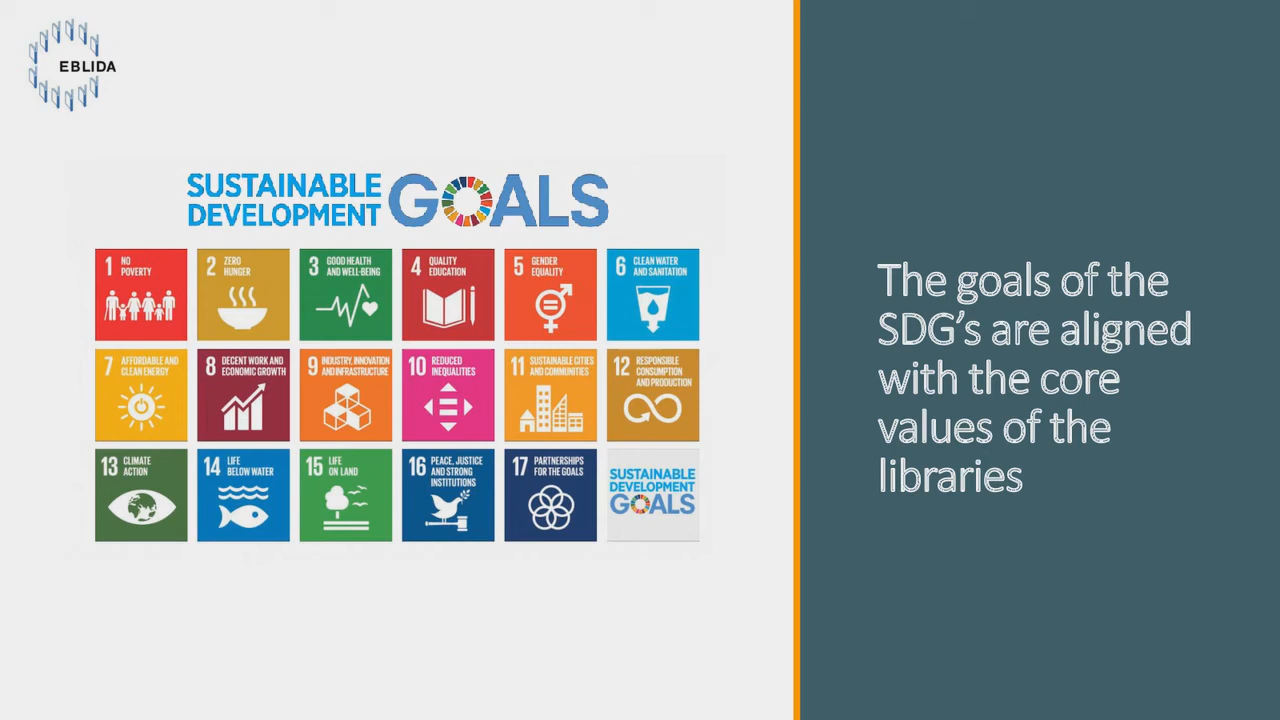 EBLIDA
SUSTAINABLE
DEVELOPMENT
GOALS
1 NO
POVERTY
2 ZERO
HUNGER
3 GOOD HEALTH
AND WELL-BEING
4 QUALITY
EDUCATION
5 GENDER
EQUALITY
6 CLEAN WATER
AND SANITATION
7 AFFORDABLE AND
CLEAN ENERGY
8 DECENT WORK AND
ECONOMIC GROWTH
9 INDUSTRY, INNOVATION
AND INFRASTRUCTURE
10 REDUCED
INEQUALITIES
11 SUSTAINABLE CITIES
AND COMMUNITIES
12 RESPONSIBLE
CONSUMPTION
AND PRODUCTION
13 CLIMATE
ACTION
14 LIFE
BELOW WATER
15 LIFE
ON LAND
16 PEACE, JUSTICE
AND STRONG
INSTITUTIONS
17 PARTNERSHIPS
FOR THE GOALS
SUSTAINABLE
DEVELOPMENT
GOALS
The goals of the
SDG's are aligned
with the core
values of the
libraries